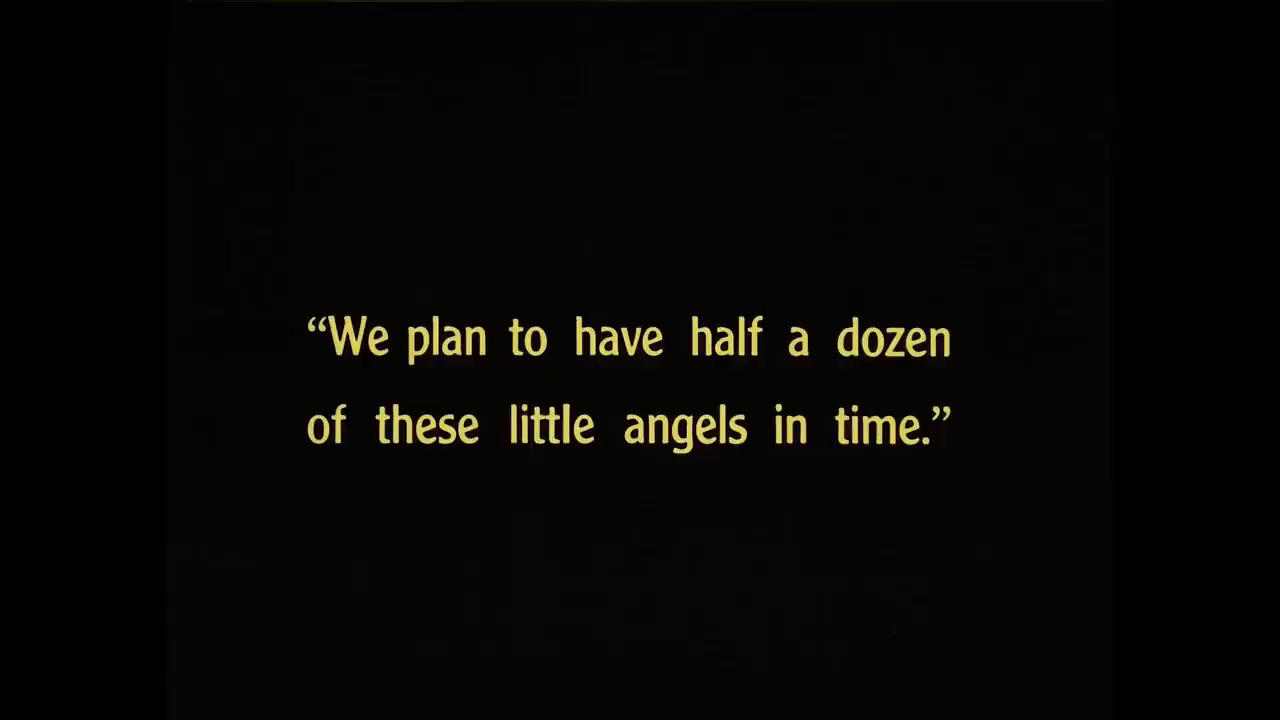 “We plan to have half a dozen
of these little angels in time.”